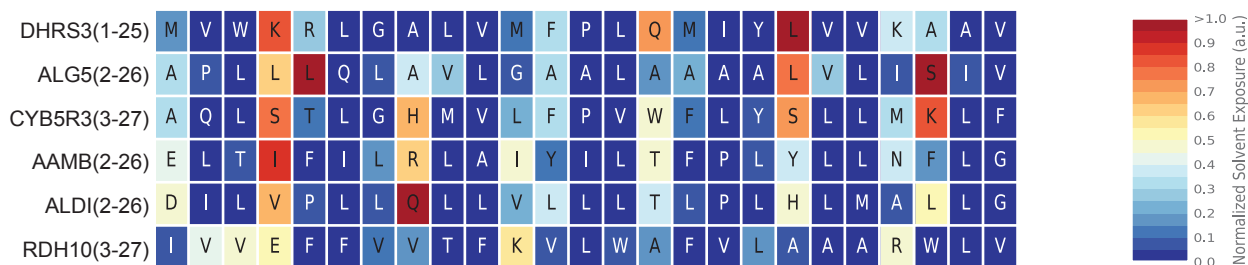 DHRS3(1-25) M V W K R L G A L V M F P L Q M I Y L V V K A A V
ALG5(2-26) A P L L L Q L A V L G A A L A A A A L V L I S I V
CYB5R3(3-27) A Q L S T L G H M V L F P V W F L Y S L L M K L F
AAMB(2-26) E L T I F I L R L A I Y I L T F P L Y L L N F L G
ALDI(2-26) D I L V P L L Q L L V L L L T L P L H L M A L L G
RDH10(3-27) I V V E F F V V T F K V L W A F V L A A A R W L V
>1.0
0.9
0.8
0.7
0.6
0.5
0.4
0.3
0.2
0.1
0.0
Normalized Solvent Exposure (a.u.)